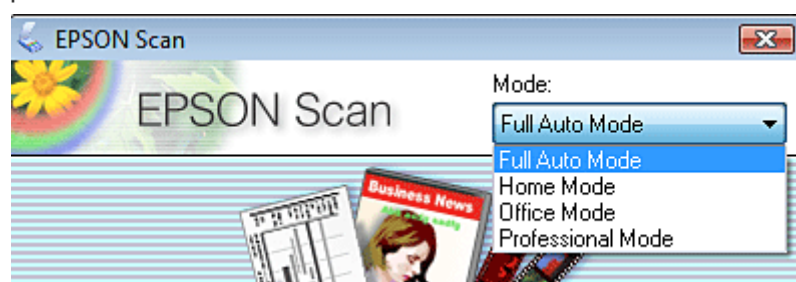 EPSON Scan
EPSON Scan
Mode:
Full Auto Mode
Full Auto Mode
Home Mode
Office Mode
Professional Mode
Business News